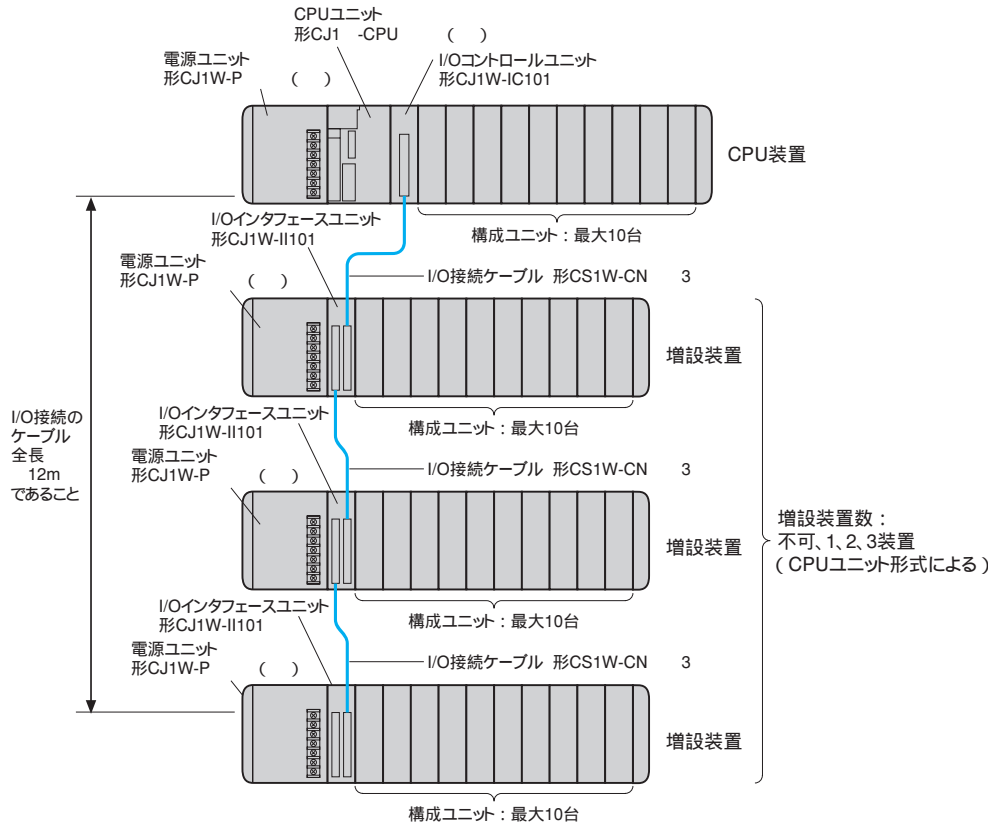 CPUユニット
形CJ1　-CPU　　(　)
電源ユニット
形CJ1W-P　　(　)
I/Oコントロールユニット
形CJ1W-IC101
CPU装置
構成ユニット：最大10台
I/Oインタフェースユニット
形CJ1W-II101
電源ユニット
形CJ1W-P　　(　)
I/O接続ケーブル 形CS1W-CN　3
増設装置
構成ユニット：最大10台
I/Oインタフェースユニット
形CJ1W-II101
I/O接続の
ケーブル
全長
12m
であること
電源ユニット
形CJ1W-P　　(　)
I/O接続ケーブル 形CS1W-CN　3
増設装置
増設装置数：
不可、1、2、3装置
(CPUユニット形式による)
構成ユニット：最大10台
I/Oインタフェースユニット
形CJ1W-II101
電源ユニット
形CJ1W-P　　(　)
I/O接続ケーブル 形CS1W-CN　3
増設装置
構成ユニット：最大10台